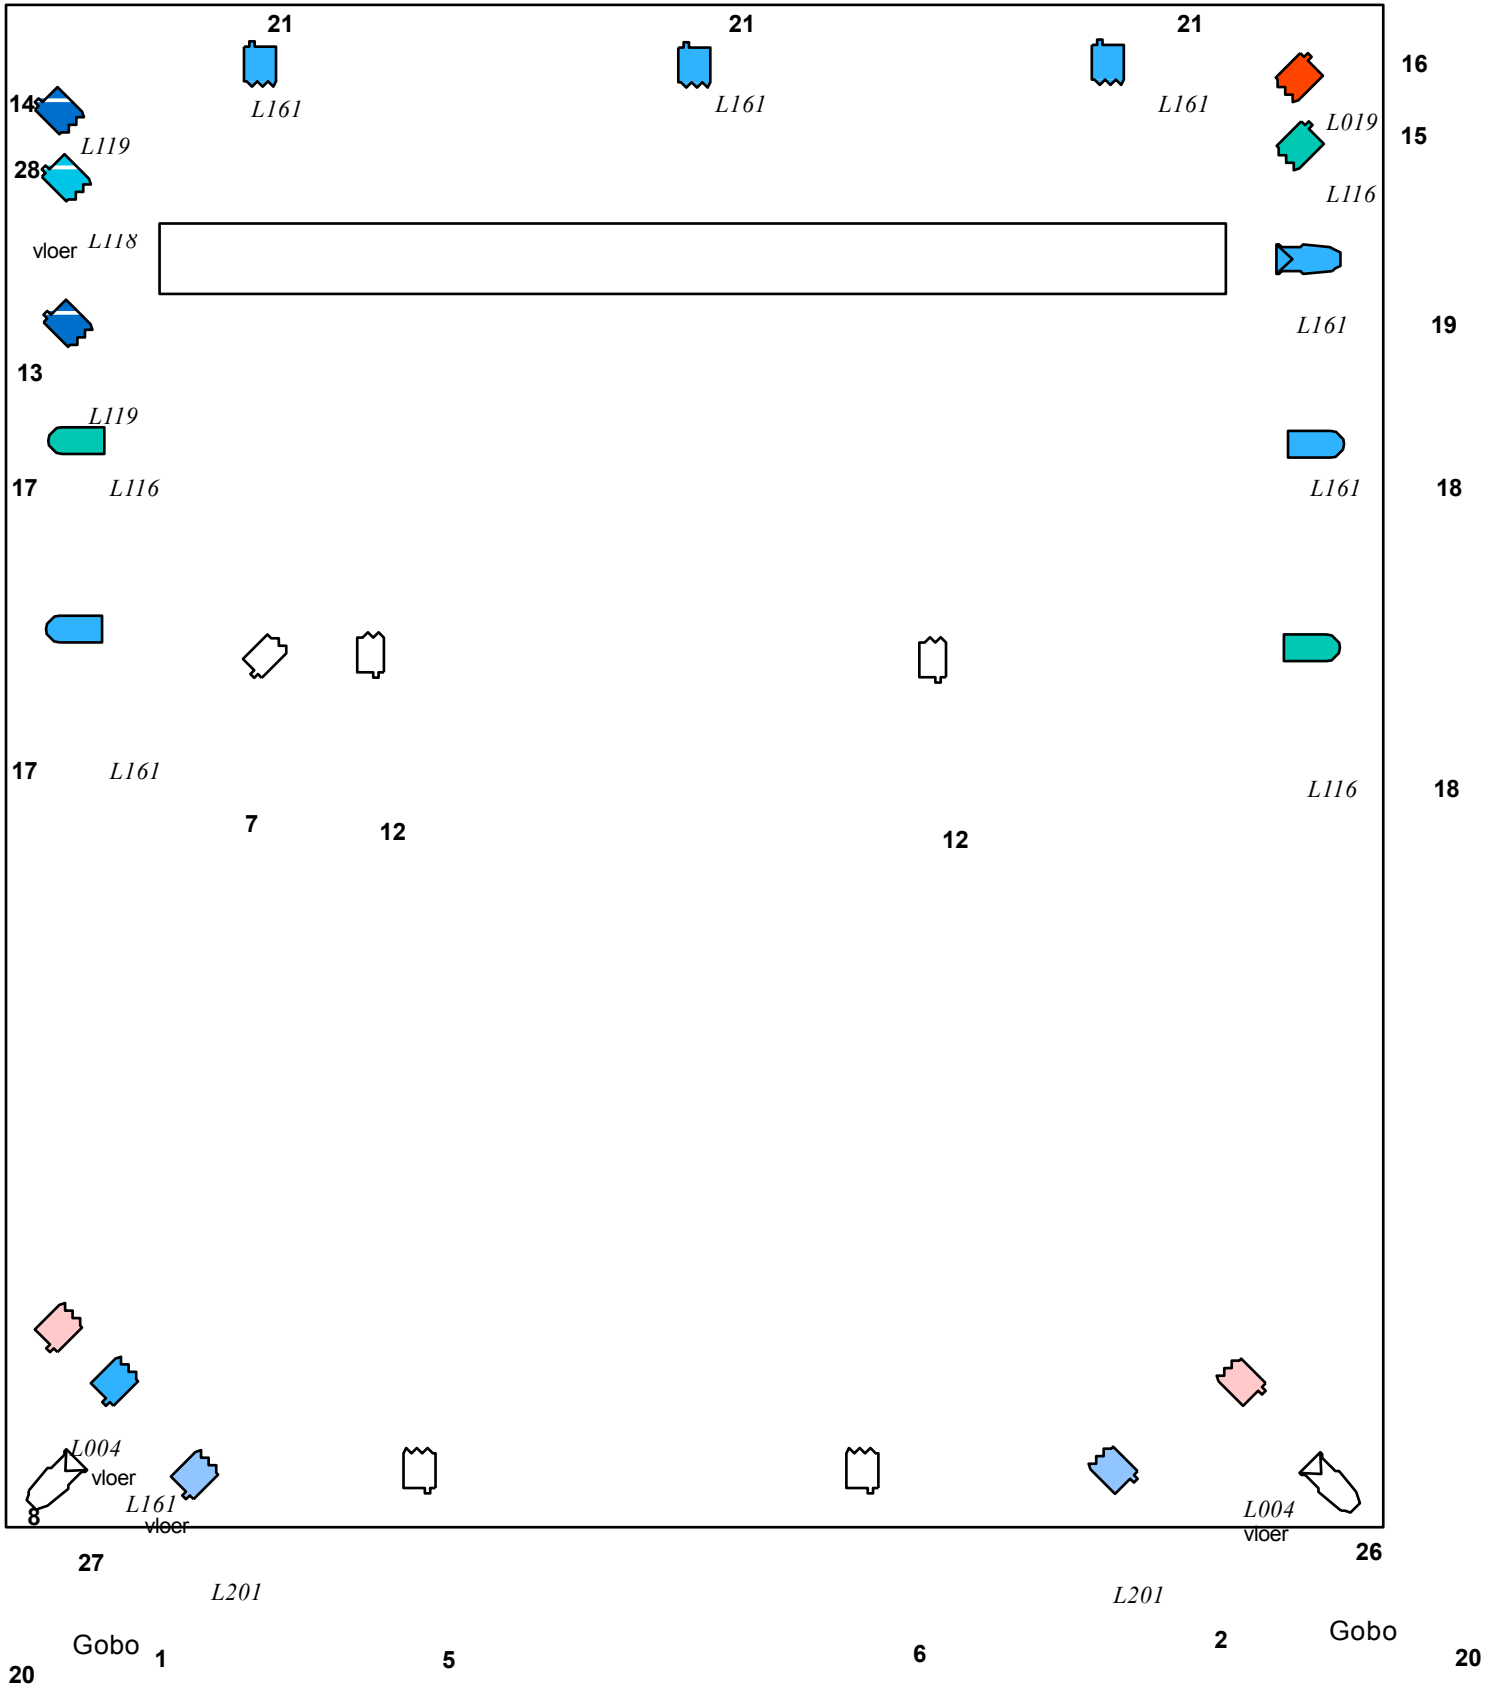 21 21 21
16
14 L161 L161 L161
L119 L019 15
28
L116
vloer L118
L161 19
13
L119
17 L116 L161 18
17 L161
L116 18
7 12 12
L004
vloer
L161 L004
8 vloer vloer
27 26
L201 L201
Gobo Gobo
20 1 5 6 2 20